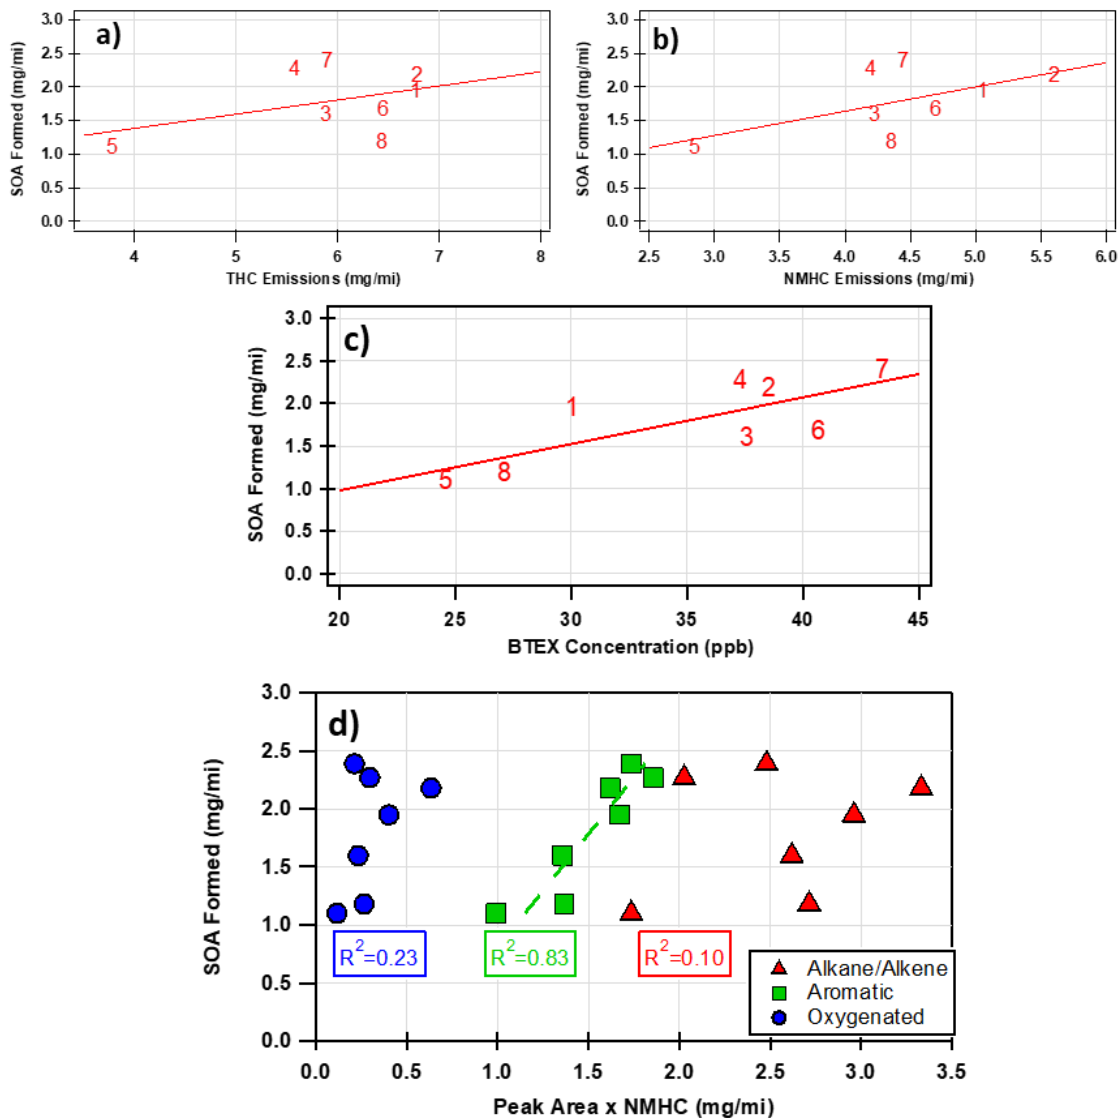 a)
SOA Formed (mg/mi)
3.0
2.5
2.0
1.5
1.0
0.5
0.0
4 7 2 1 3 6 8 5
4 5 6 7 8
THC Emissions (mg/mi)
b)
SOA Formed (mg/mi)
3.0
2.5
2.0
1.5
1.0
0.5
0.0
4 7 2 1 3 6 8 5
2.5 3.0 3.5 4.0 4.5 5.0 5.5 6.0
NMHC Emissions (mg/mi)
c)
SOA Formed (mg/mi)
3.0
2.5
2.0
1.5
1.0
0.5
0.0
7 4 2 1 3 6 8 5
20 25 30 35 40 45
BTEX Concentration (ppb)
d)
SOA Formed (mg/mi)
3.0
2.5
2.0
1.5
1.0
0.5
0.0
R²=0.23 R²=0.83 R²=0.10
Alkane/Alkene
Aromatic
Oxygenated
0.0 0.5 1.0 1.5 2.0 2.5 3.0 3.5
Peak Area x NMHC (mg/mi)